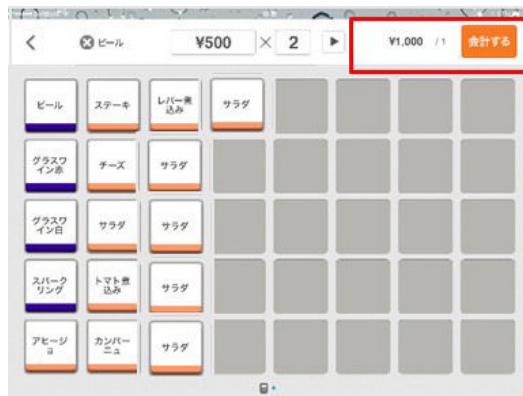 ビール
¥500 × 2
¥1,000 / 1
会計する
ビール
ステーキ
レバー煮
込み
サラダ
グラスワ
イン赤
チーズ
サラダ
グラスワ
イン白
サラダ
サラダ
スパーク
リング
トマト煮
込み
サラダ
アヒージ
ョ
カンパー
ニュ
サラダ